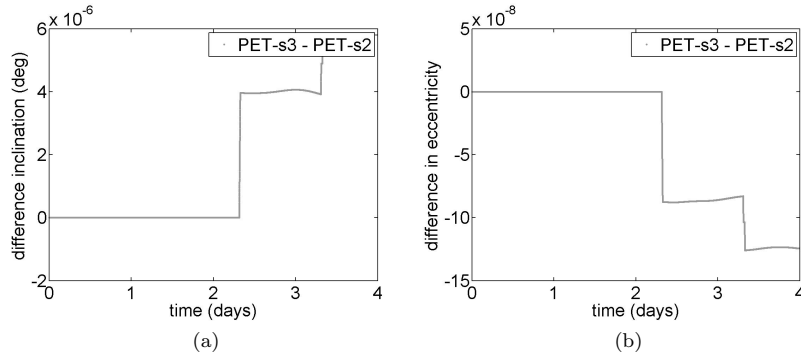 x 10^-6
6
4
2
0
-2
difference inclination (deg)
PET-s3 - PET-s2
0 1 2 3 4
time (days)
(a)
x 10^-8
5
0
-5
-10
-15
difference in eccentricity
PET-s3 - PET-s2
0 1 2 3 4
time (days)
(b)